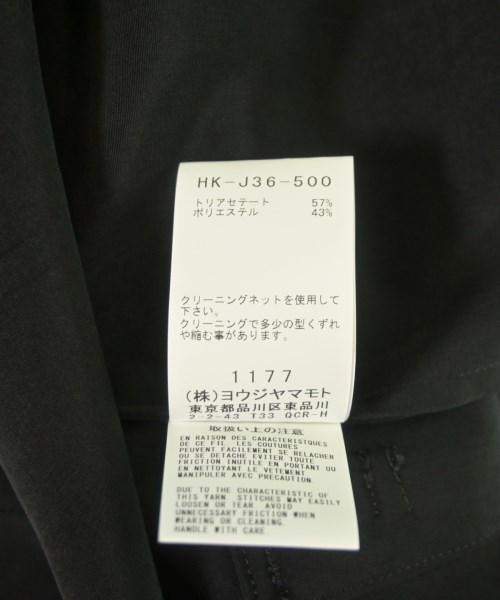 HK-J36-500
トリアセテート 57%
ポリエステル 43%
クリーニングネットを使用して
下さい。
クリーニングで多少の型くずれ
や縮む事があります。
1177
(株)ヨウジヤマモト
東京都品川区東品川
2-2-43 T33 QCR-H
取扱い上の注意
EN RAISON DES CARACTERISTIQUES
DE CE FIL LES COUTURES
PEUVENT FACILEMENT SE RELACHER
OU SE DETACHE EVITER TOUTE
FRICTION INUTILE EN PORTANT OU
EN NETTOYANT LE VETEMENT
MANIPULER AVEC PRECAUTION
DUE TO THE CHARACTERISTIC OF
THIS YARN. STITCHES MAY EASILY
LOOSEN OR TEAR. AVOID
UNNECESSARY FRICTION WHEN
WEARING OR CLEANING.
HANDLE WITH CARE.